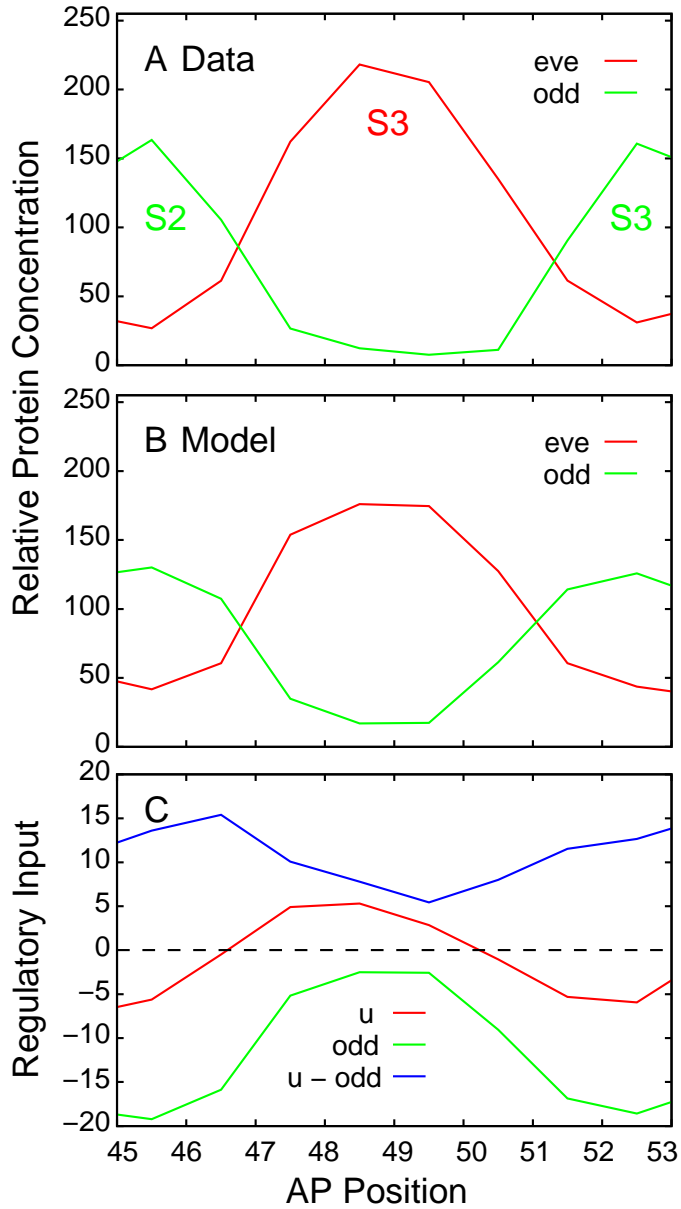 Relative Protein Concentration
A Data
eve
odd
S2
S3
S3
250
200
150
100
50
0
B Model
eve
odd
250
200
150
100
50
0
Regulatory Input
C
u
odd
u − odd
20
15
10
5
0
−5
−10
−15
−20
45 46 47 48 49 50 51 52 53
AP Position